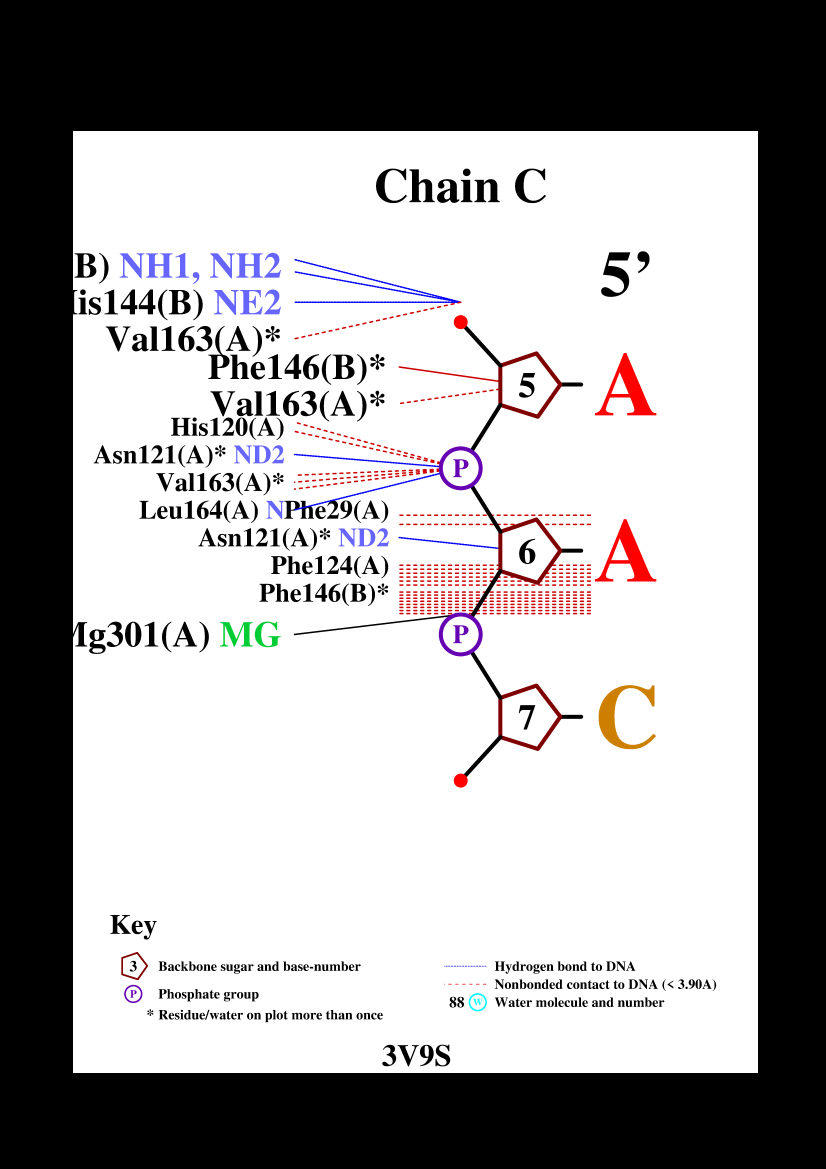 Chain C
5’
B) NH1, NH2
is144(B) NE2
Val163(A)*
Phe146(B)*
5
A
Val163(A)*
His120(A)
Asn121(A)* ND2
P
Val163(A)*
Leu164(A) N
Phe29(A)
Asn121(A)* ND2
6
A
Phe124(A)
Phe146(B)*
Mg301(A) MG
P
7
C
Key
3 Backbone sugar and base-number
P Phosphate group
* Residue/water on plot more than once
Hydrogen bond to DNA
Nonbonded contact to DNA (< 3.90A)
88 W Water molecule and number
3V9S